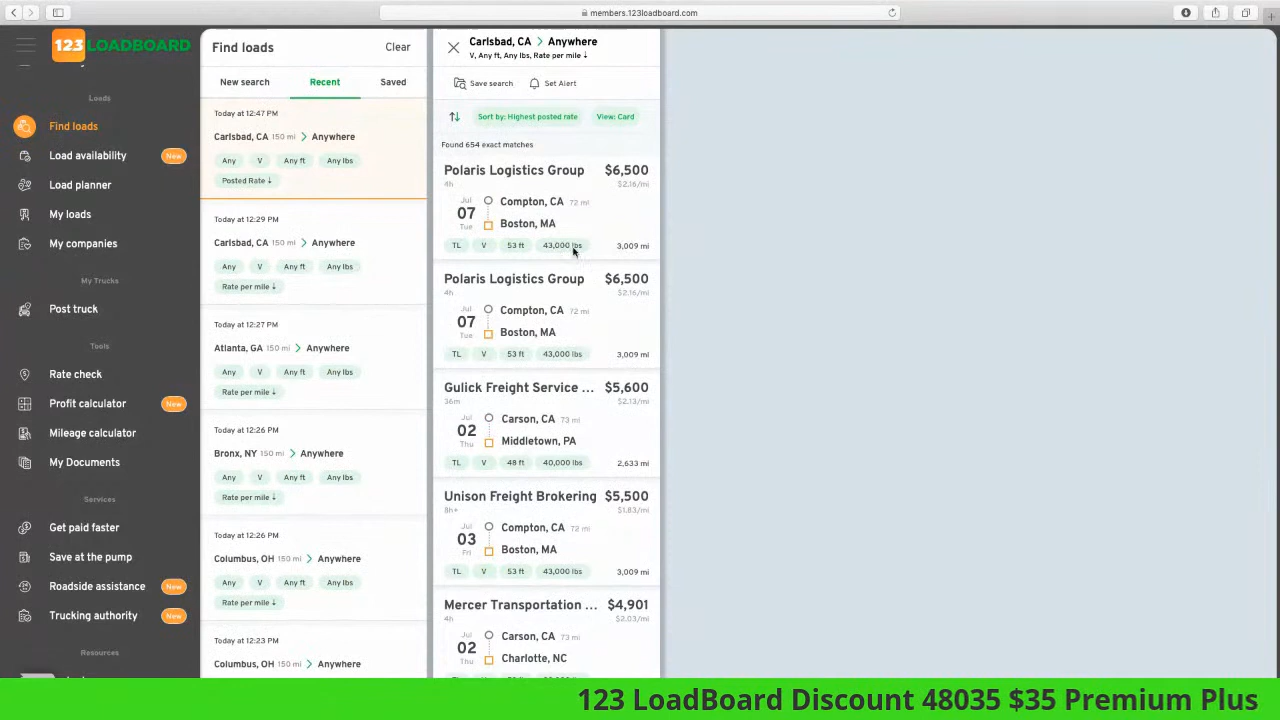 members.123loadboard.com
123 LOADBOARD
Loads
Find loads
Load availability New
Load planner
My loads
My companies
My Trucks
Post truck
Tools
Rate check
Profit calculator New
Mileage calculator
My Documents
Services
Get paid faster
Save at the pump
Roadside assistance New
Trucking authority New
Resources
Find loads Clear
New search Recent Saved
Today at 12:47 PM
Carlsbad, CA 150 mi > Anywhere
Any V Any ft Any lbs
Posted Rate ↓
Today at 12:29 PM
Carlsbad, CA 150 mi > Anywhere
Any V Any ft Any lbs
Rate per mile ↓
Today at 12:27 PM
Atlanta, GA 150 mi > Anywhere
Any V Any ft Any lbs
Rate per mile ↓
Today at 12:26 PM
Bronx, NY 150 mi > Anywhere
Any V Any ft Any lbs
Rate per mile ↓
Today at 12:26 PM
Columbus, OH 150 mi > Anywhere
Any V Any ft Any lbs
Rate per mile ↓
Today at 12:23 PM
Columbus, OH 150 mi > Anywhere
Carlsbad, CA > Anywhere
V, Any ft, Any lbs, Rate per mile ↓
Save search Set Alert
Sort by: Highest posted rate View: Card
Found 654 exact matches
Polaris Logistics Group $6,500
4h $2.16/mi
Jul 07 Tue
Compton, CA 72 mi
Boston, MA
TL V 53 ft 43,000 lbs 3,009 mi
Polaris Logistics Group $6,500
4h $2.16/mi
Jul 07 Tue
Compton, CA 72 mi
Boston, MA
TL V 53 ft 43,000 lbs 3,009 mi
Gulick Freight Service ... $5,600
36m $2.13/mi
Jul 02 Thu
Carson, CA 73 mi
Middletown, PA
TL V 48 ft 40,000 lbs 2,633 mi
Unison Freight Brokering $5,500
8h+ $1.83/mi
Jul 03 Fri
Compton, CA 72 mi
Boston, MA
TL V 53 ft 43,000 lbs 3,009 mi
Mercer Transportation ... $4,901
4h $2.03/mi
Jul 02 Thu
Carson, CA 73 mi
Charlotte, NC
123 LoadBoard Discount 48035 $35 Premium Plus